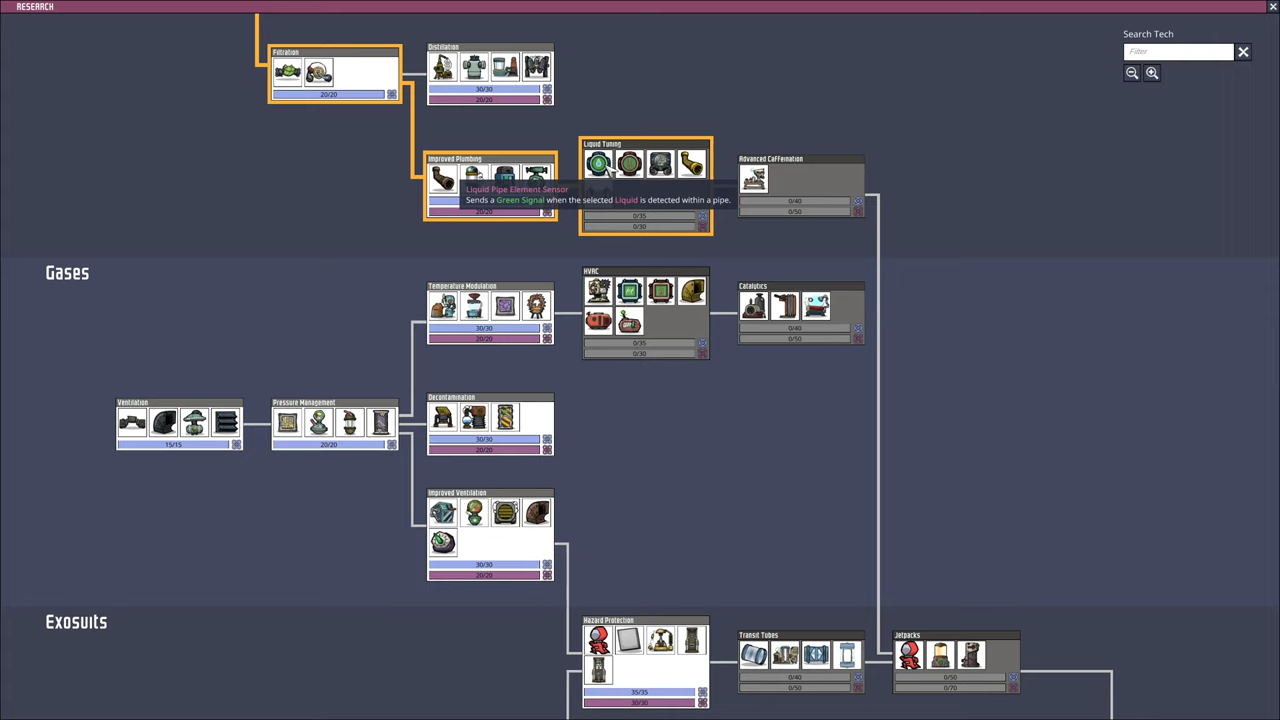 RESEARCH
Search Tech
Filter
Filtration
20/20
Distillation
30/30
20/20
Improved Plumbing
20/20
Liquid Tuning
0/35
0/30
Liquid Pipe Element Sensor
Sends a Green Signal when the selected Liquid is detected within a pipe.
Advanced Caffeination
0/40
0/50
Gases
Temperature Modulation
30/30
20/20
HVAC
0/35
0/30
Catalytics
0/40
0/50
Ventilation
15/15
Pressure Management
20/20
Decontamination
30/30
20/20
Improved Ventilation
30/30
20/20
Exosuits
Hazard Protection
35/35
30/30
Transit Tubes
0/40
0/50
Jetpacks
0/50
0/70